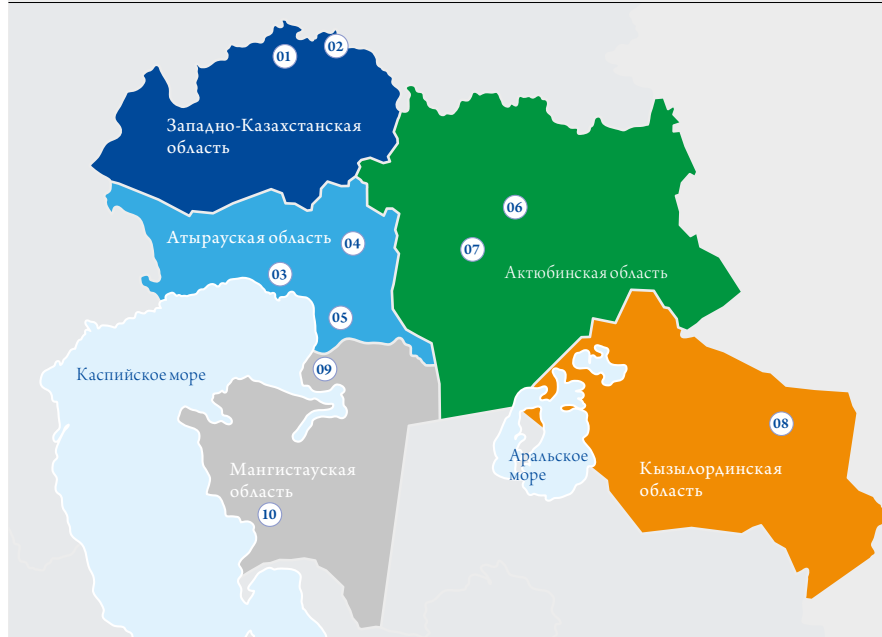 01
02
Западно-Казахстанская
область
06
Атырауская область
04
07
03
Актюбинская область
05
09
Каспийское море
08
Аральское
море
Мангистауская
область
Кызылординская
область
10